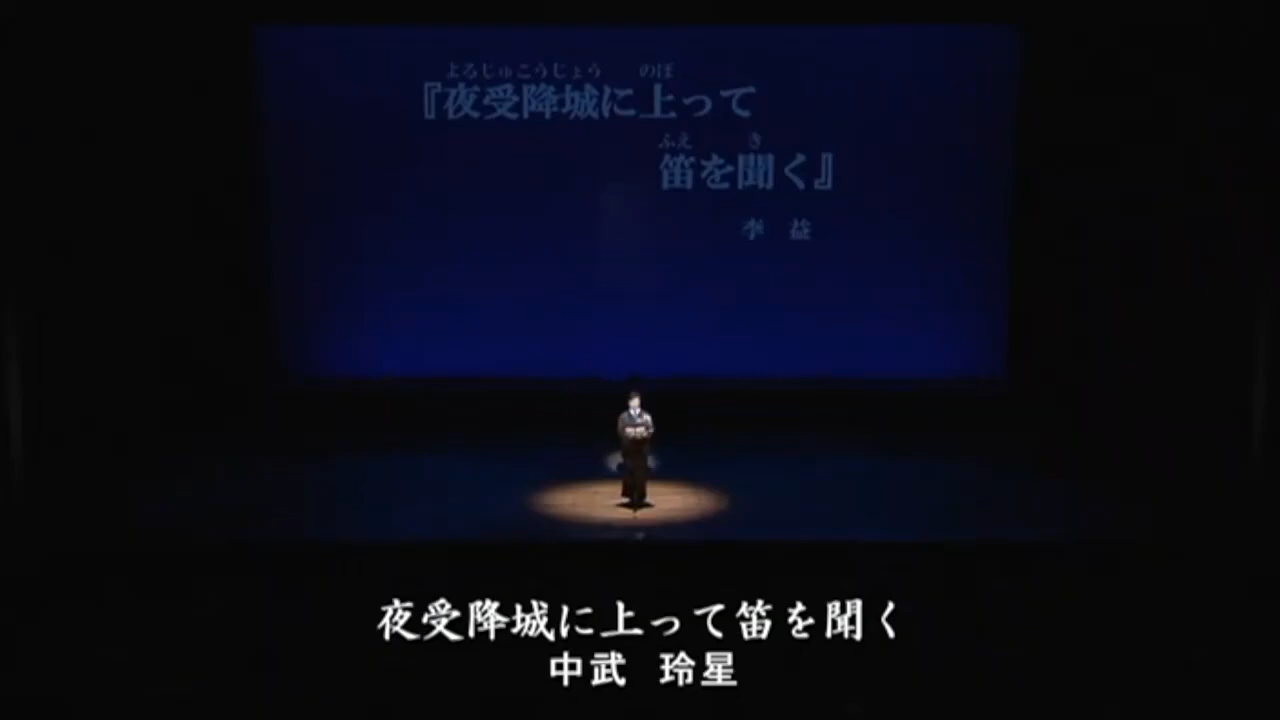 よるじゅこうじょう のぼ
『夜受降城に上って
ふえ き
笛を聞く』
李 益
夜受降城に上って笛を聞く
中武 玲星